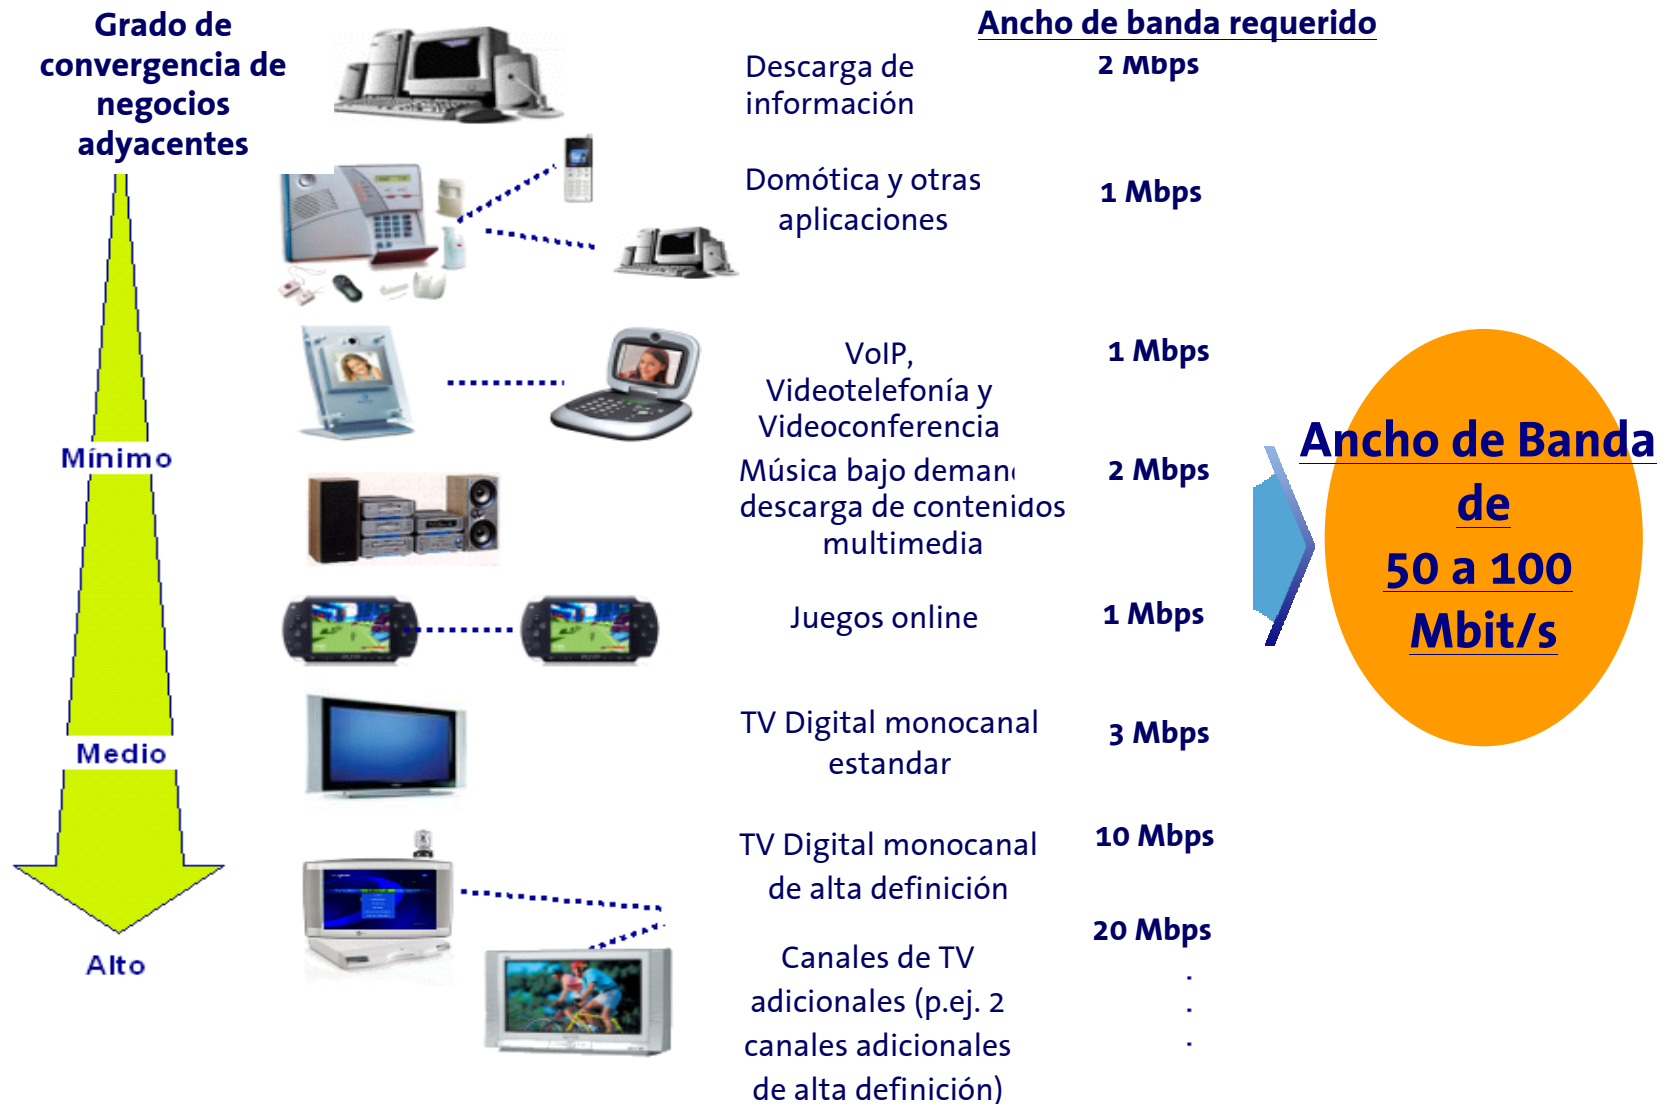 Grado de
convergencia de
negocios
adyacentes
Mínimo
Medio
Alto
Ancho de banda requerido
Descarga de
información
2 Mbps
Domótica y otras
aplicaciones
1 Mbps
VoIP,
Videotelefonía y
Videoconferencia
1 Mbps
Música bajo deman
descarga de contenidos
multimedia
2 Mbps
Juegos online
1 Mbps
TV Digital monocanal
estandar
3 Mbps
TV Digital monocanal
de alta definición
10 Mbps
Canales de TV
adicionales (p.ej. 2
canales adicionales
de alta definición)
20 Mbps
.
.
.
Ancho de Banda
de
50 a 100
Mbit/s